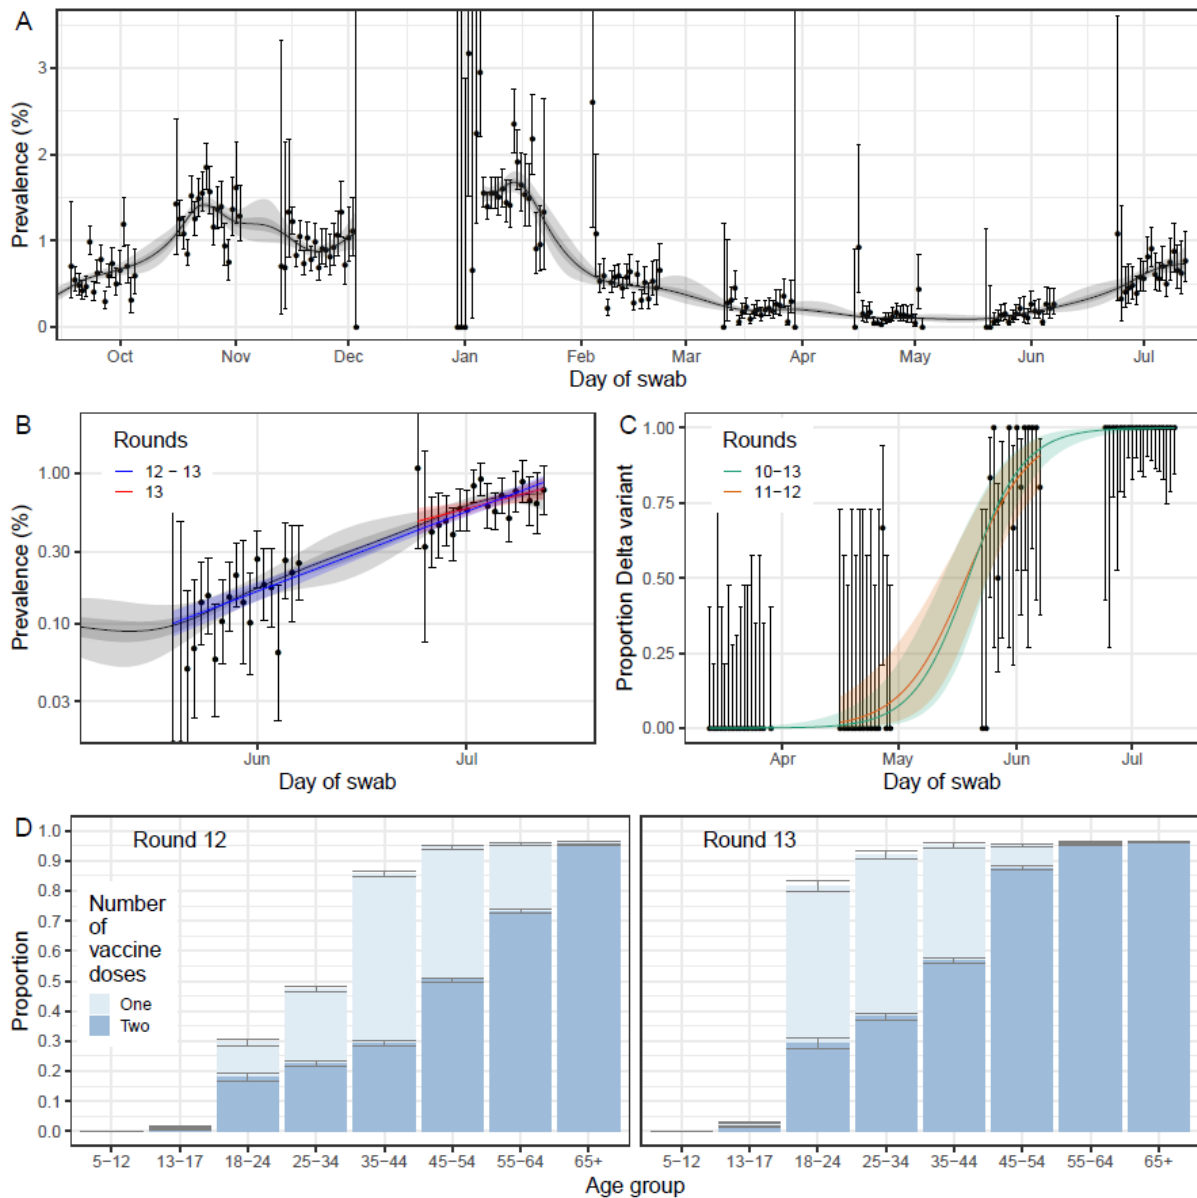 A
Prevalence (%)
3
2
1
0
Oct Nov Dec Jan Feb Mar Apr May Jun Jul
Day of swab
B
Prevalence (%)
Rounds
12 − 13
13
1.00
0.30
0.10
0.03
Jun Jul
Day of swab
C
Proportion Delta variant
Rounds
10−13
11−12
1.00
0.75
0.50
0.25
0.00
Apr May Jun Jul
Day of swab
D
Proportion
1.0
0.9
0.8
0.7
0.6
0.5
0.4
0.3
0.2
0.1
0.0
Round 12
Number
of
vaccine
doses
One
Two
5−12 13−17 18−24 25−34 35−44 45−54 55−64 65+
Round 13
5−12 13−17 18−24 25−34 35−44 45−54 55−64 65+
Age group